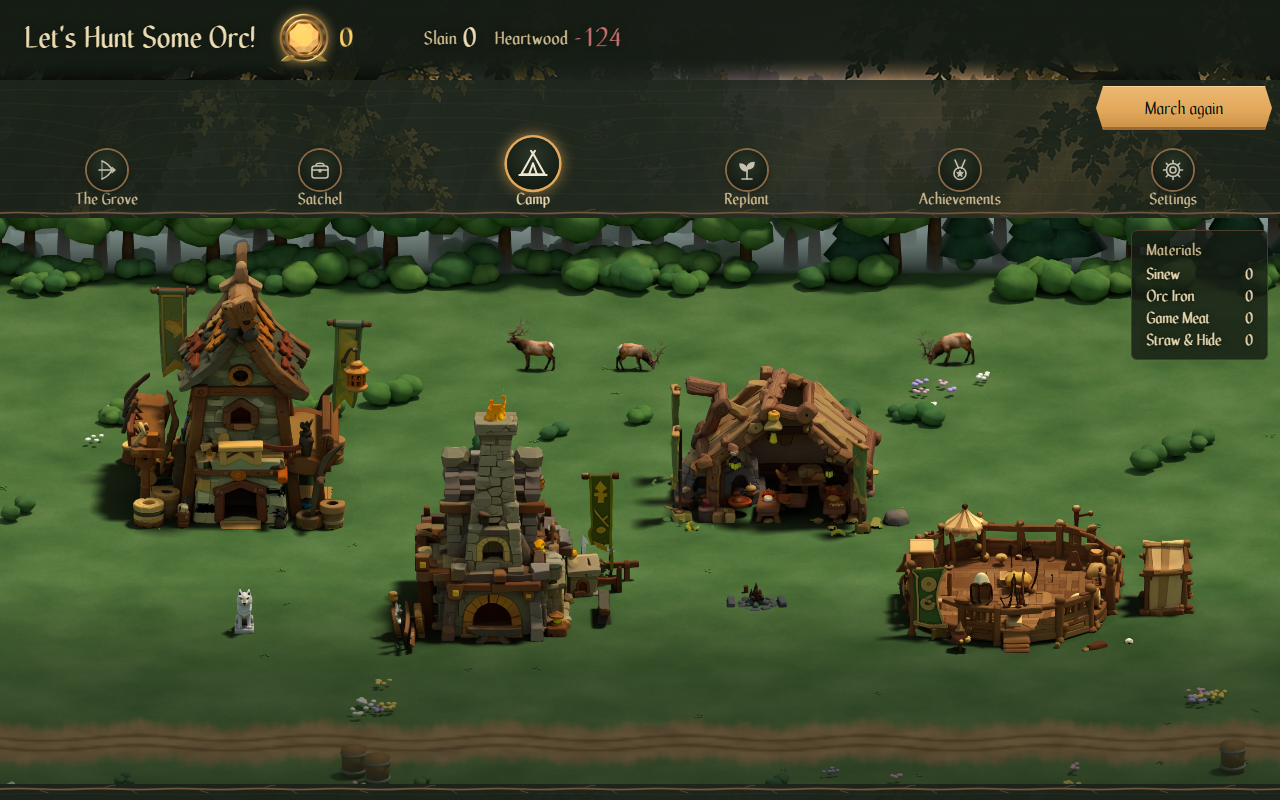 Let's Hunt Some Orc!
0
Slain 0
Heartwood -124
March again
The Grove
Satchel
Camp
Replant
Achievements
Settings
Materials
Sinew 0
Orc Iron 0
Game Meat 0
Straw & Hide 0